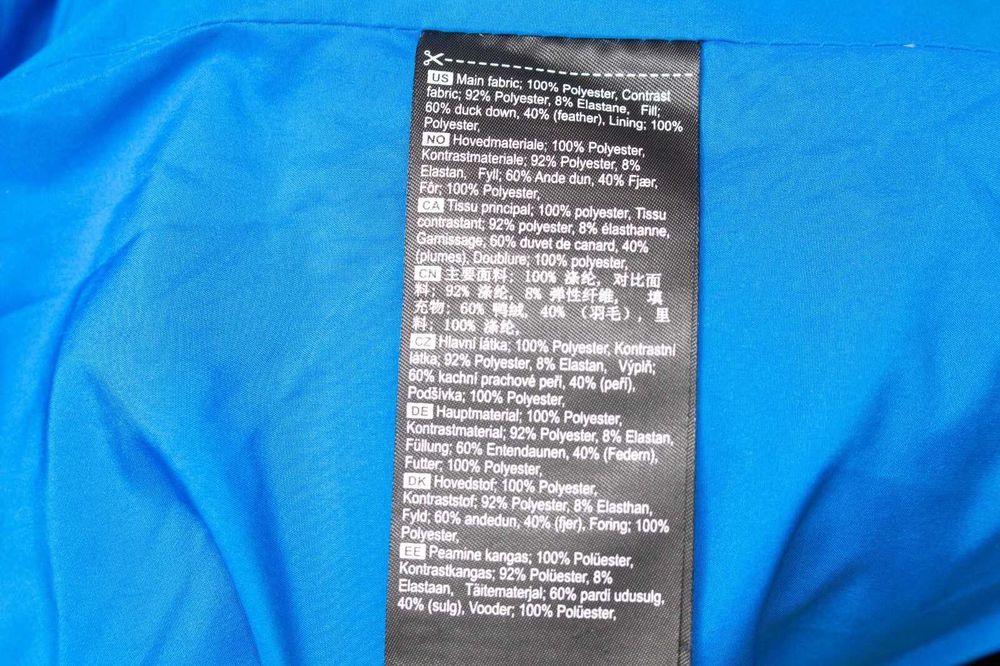 US Main fabric; 100% Polyester, Contrast
fabric; 92% Polyester, 8% Elastane, Fill;
60% duck down, 40% (feather), Lining; 100%
Polyester,
NO Hovedmateriale; 100% Polyester,
Kontrastmateriale; 92% Polyester, 8%
Elastan, Fyll; 60% Ande dun, 40% Fjær,
Fôr; 100% Polyester,
CA Tissu principal; 100% polyester, Tissu
contrastant; 92% polyester, 8% élasthanne,
Garnissage; 60% duvet de canard, 40%
(plumes), Doublure; 100% polyester,
CN 主要面料; 100% 涤纶, 对比面
料; 92% 涤纶, 8% 弹性纤维, 填
充物; 60% 鸭绒, 40% (羽毛), 里
料; 100% 涤纶,
CZ Hlavní látka; 100% Polyester, Kontrastní
látka; 92% Polyester, 8% Elastan, Výplň;
60% kachní prachové peří, 40% (peří),
Podšívka; 100% Polyester,
DE Hauptmaterial; 100% Polyester,
Kontrastmaterial; 92% Polyester, 8% Elastan,
Füllung; 60% Entendaunen, 40% (Federn),
Futter; 100% Polyester,
DK Hovedstof; 100% Polyester,
Kontraststof; 92% Polyester, 8% Elasthan,
Fyld; 60% andedun, 40% (fjer), Foring; 100%
Polyester,
EE Peamine kangas; 100% Polüester,
Kontrastkangas; 92% Polüester, 8%
Elastaan, Täitematerjal; 60% pardi udusulg,
40% (sulg), Vooder; 100% Polüester,